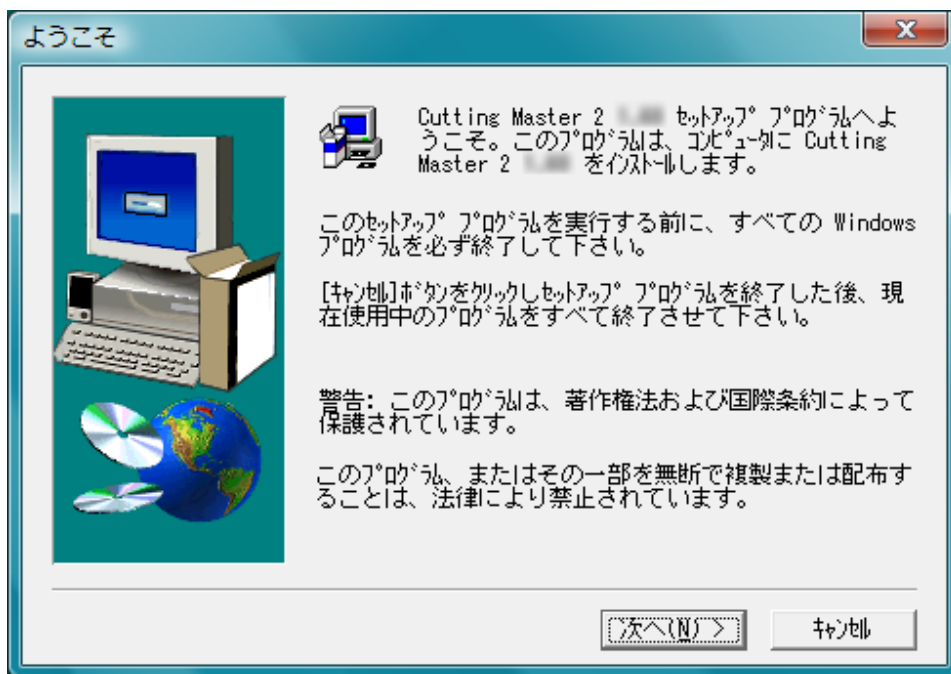 ようこそ
Cutting Master 2 ｾｯﾄｱｯﾌﾟ ﾌﾟﾛｸﾞﾗﾑへよ
うこそ。このﾌﾟﾛｸﾞﾗﾑは、ｺﾝﾋﾟｭｰﾀに Cutting
Master 2 をｲﾝｽﾄｰﾙします。
このｾｯﾄｱｯﾌﾟ ﾌﾟﾛｸﾞﾗﾑを実行する前に、すべての Windows
ﾌﾟﾛｸﾞﾗﾑを必ず終了して下さい。
[ｷｬﾝｾﾙ]ﾎﾞﾀﾝをｸﾘｯｸしｾｯﾄｱｯﾌﾟ ﾌﾟﾛｸﾞﾗﾑを終了した後、現
在使用中のﾌﾟﾛｸﾞﾗﾑをすべて終了させて下さい。
警告: このﾌﾟﾛｸﾞﾗﾑは、著作権法および国際条約によって
保護されています。
このﾌﾟﾛｸﾞﾗﾑ、またはその一部を無断で複製または配布す
ることは、法律により禁止されています。
次へ(N) >
ｷｬﾝｾﾙ